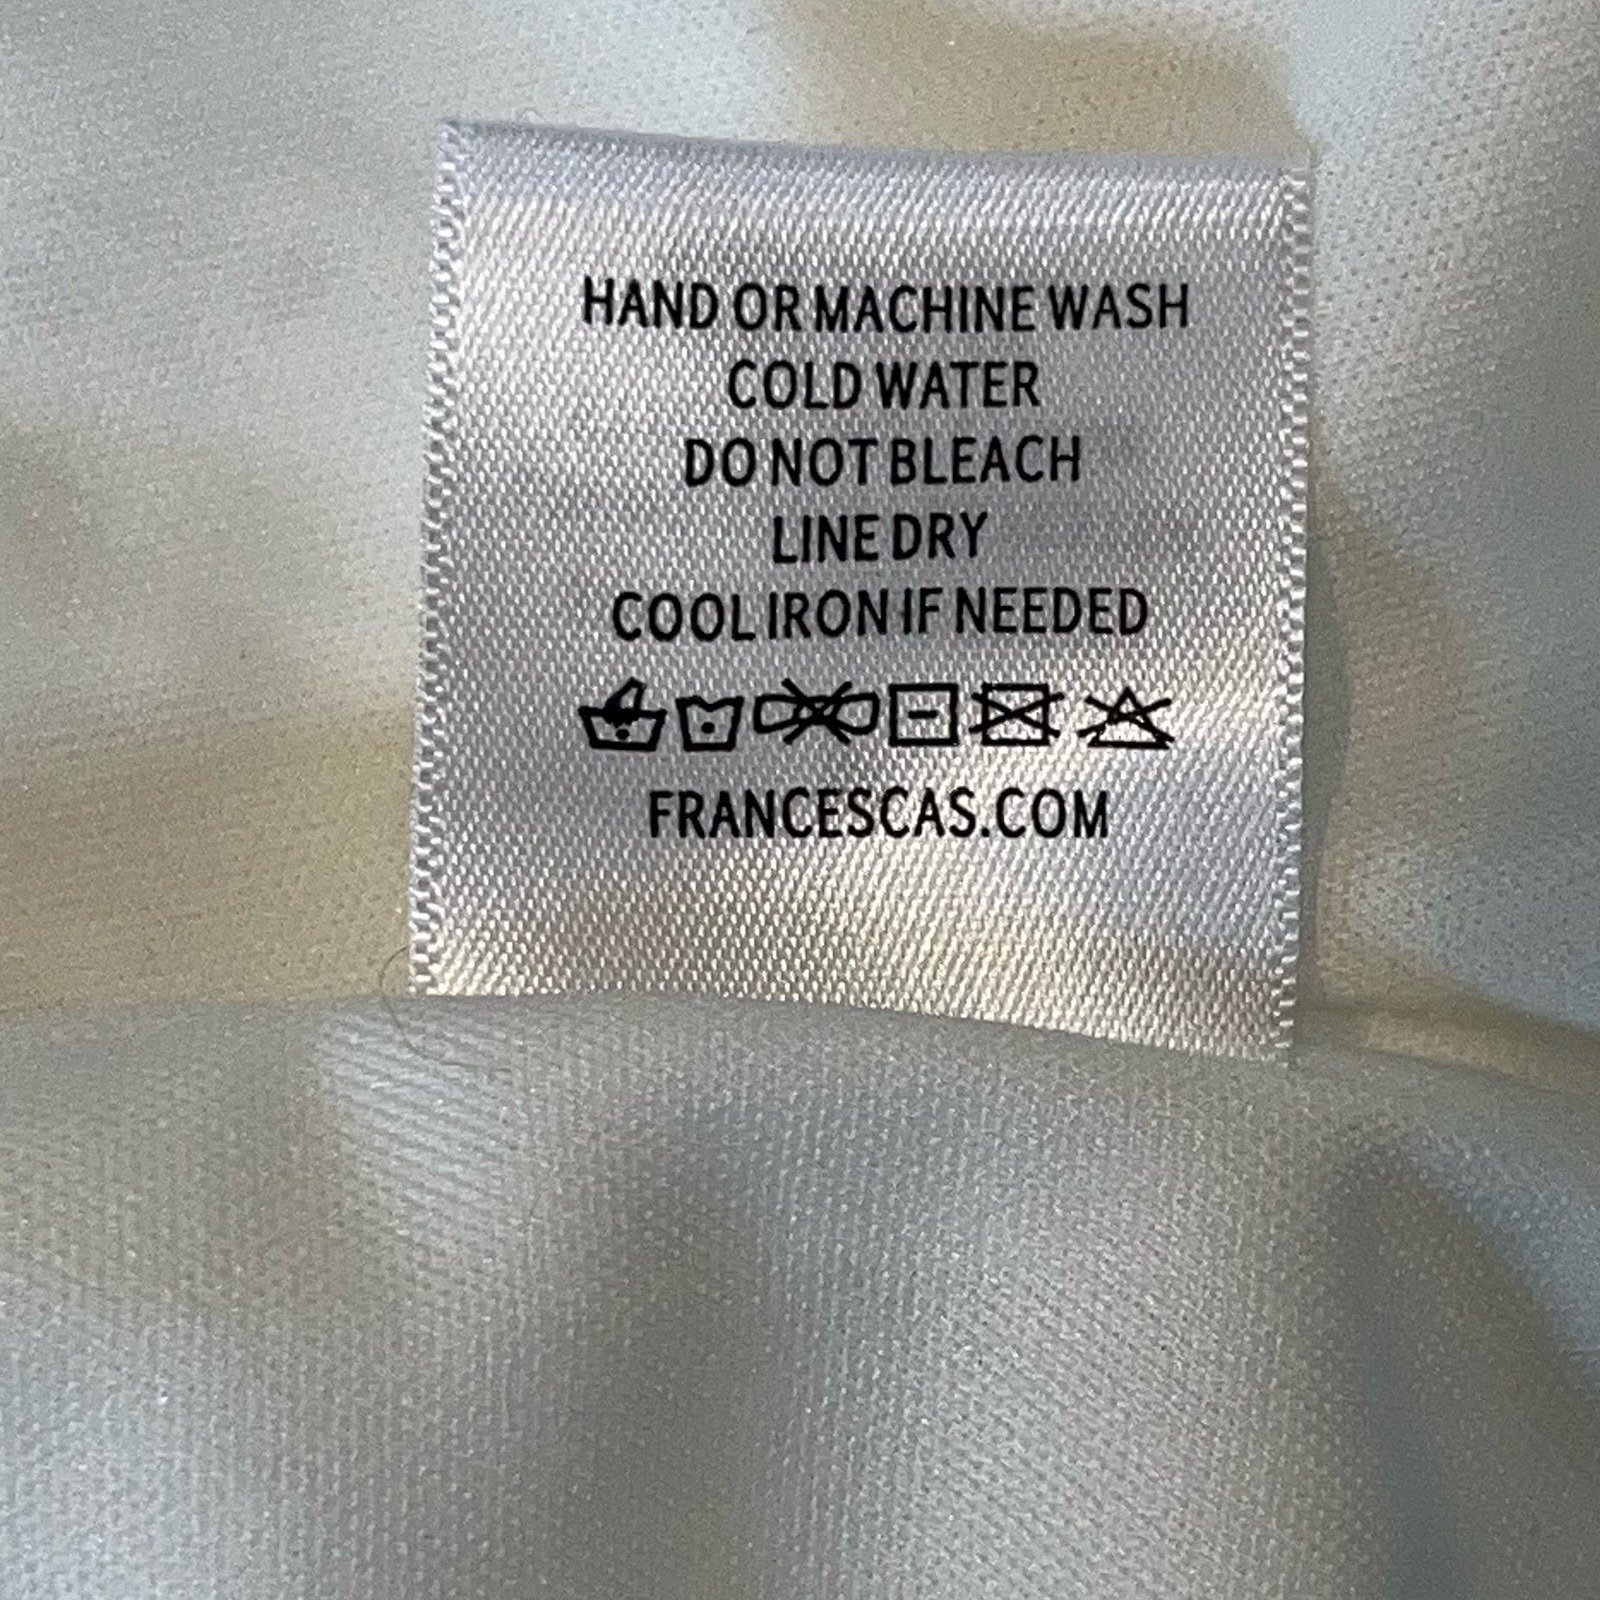 HAND OR MACHINE WASH
COLD WATER
DO NOT BLEACH
LINE DRY
COOL IRON IF NEEDED
FRANCESCAS.COM